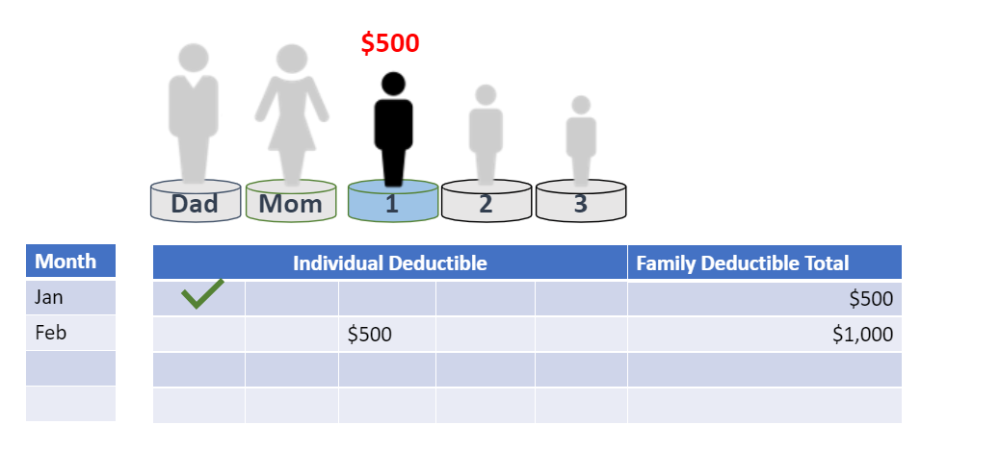 $500
Dad Mom 1 2 3
Month Individual Deductible Family Deductible Total
Jan $500
Feb $500 $1,000